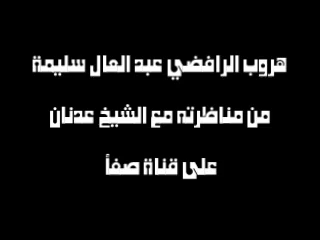 هروب الرافضي عبد العال سليمة
من مناظرته مع الشيخ عدنان
على قناة صفاً